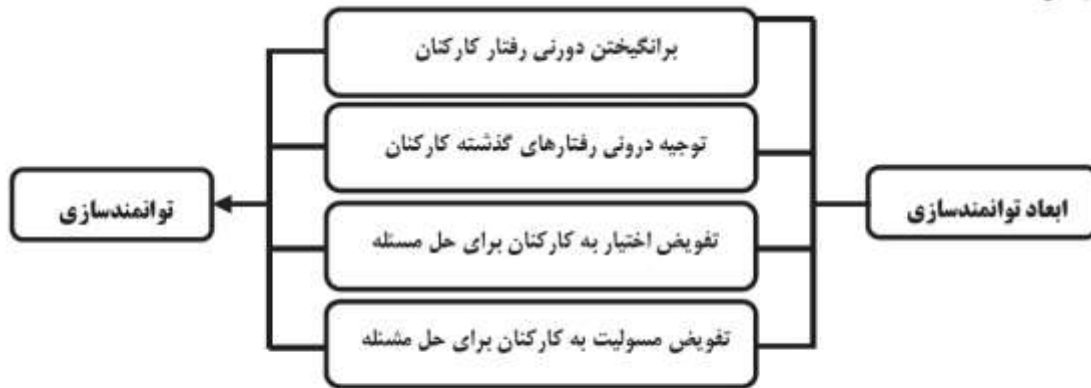 ابعاد توانمندسازی
برانگیختن دورنی رفتار کارکنان
توجیه درونی رفتارهای گذشته کارکنان
تفویض اختیار به کارکنان برای حل مسئله
تفویض مسولیت به کارکنان برای حل مشئله
توانمندسازی